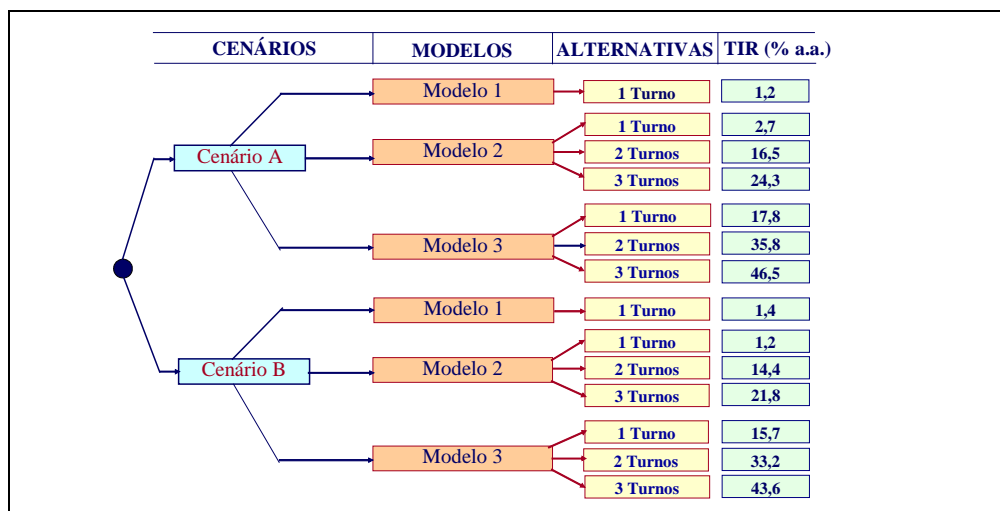 CENÁRIOS MODELOS ALTERNATIVAS TIR (% a.a.)
Modelo 1 1 Turno 1,2
1 Turno 2,7
Cenário A Modelo 2 2 Turnos 16,5
3 Turnos 24,3
1 Turno 17,8
Modelo 3 2 Turnos 35,8
3 Turnos 46,5
Modelo 1 1 Turno 1,4
1 Turno 1,2
Cenário B Modelo 2 2 Turnos 14,4
3 Turnos 21,8
1 Turno 15,7
Modelo 3 2 Turnos 33,2
3 Turnos 43,6